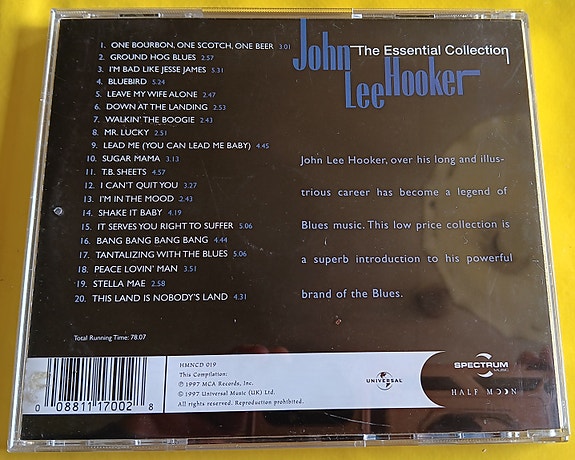 John Lee Hooker
The Essential Collection
1. ONE BOURBON, ONE SCOTCH, ONE BEER 3.01
2. GROUND HOG BLUES 2.57
3. I'M BAD LIKE JESSE JAMES 5.31
4. BLUEBIRD 5.24
5. LEAVE MY WIFE ALONE 2.47
6. DOWN AT THE LANDING 2.53
7. WALKIN' THE BOOGIE 2.43
8. MR. LUCKY 2.51
9. LEAD ME (YOU CAN LEAD ME BABY) 4.45
10. SUGAR MAMA 3.13
11. T.B. SHEETS 4.57
12. I CAN'T QUIT YOU 3.27
13. I'M IN THE MOOD 2.43
14. SHAKE IT BABY 4.19
15. IT SERVES YOU RIGHT TO SUFFER 5.06
16. BANG BANG BANG BANG 4.44
17. TANTALIZING WITH THE BLUES 5.06
18. PEACE LOVIN' MAN 3.51
19. STELLA MAE 2.58
20. THIS LAND IS NOBODY'S LAND 4.31
John Lee Hooker, over his long and illus-
trious career has become a legend of
Blues music. This low price collection is
a superb introduction to his powerful
brand of the Blues.
Total Running Time: 78.07
HMNCD 019
This Compilation:
℗ 1997 MCA Records, Inc.
© 1997 Universal Music (UK) Ltd.
All rights reserved. Reproduction prohibited.
0 08811 17002 8
UNIVERSAL
SPECTRUM
MUSIC
HALF MOON